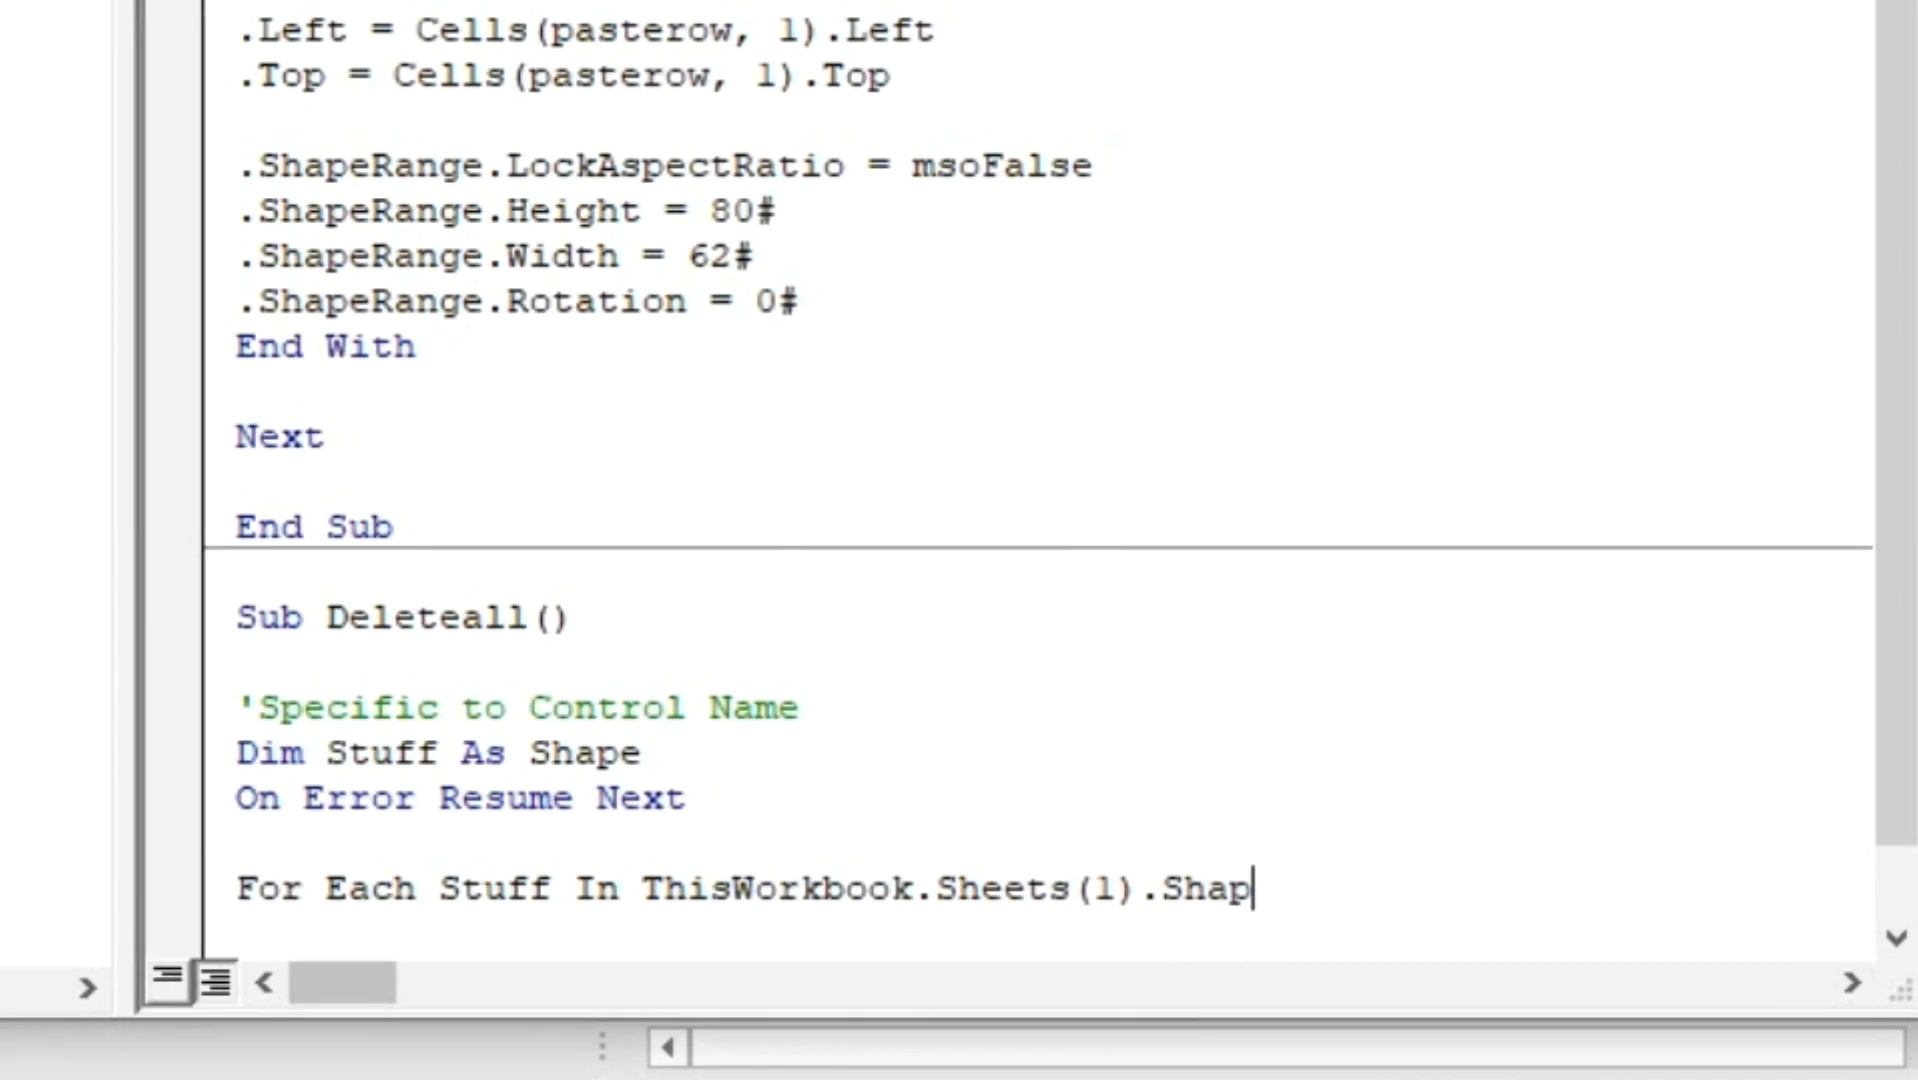 .Left = Cells(pasterow, 1).Left
.Top = Cells(pasterow, 1).Top
.ShapeRange.LockAspectRatio = msoFalse
.ShapeRange.Height = 80#
.ShapeRange.Width = 62#
.ShapeRange.Rotation = 0#
End With
Next
End Sub
Sub Deleteall()
'Specific to Control Name
Dim Stuff As Shape
On Error Resume Next
For Each Stuff In ThisWorkbook.Sheets(1).Shap